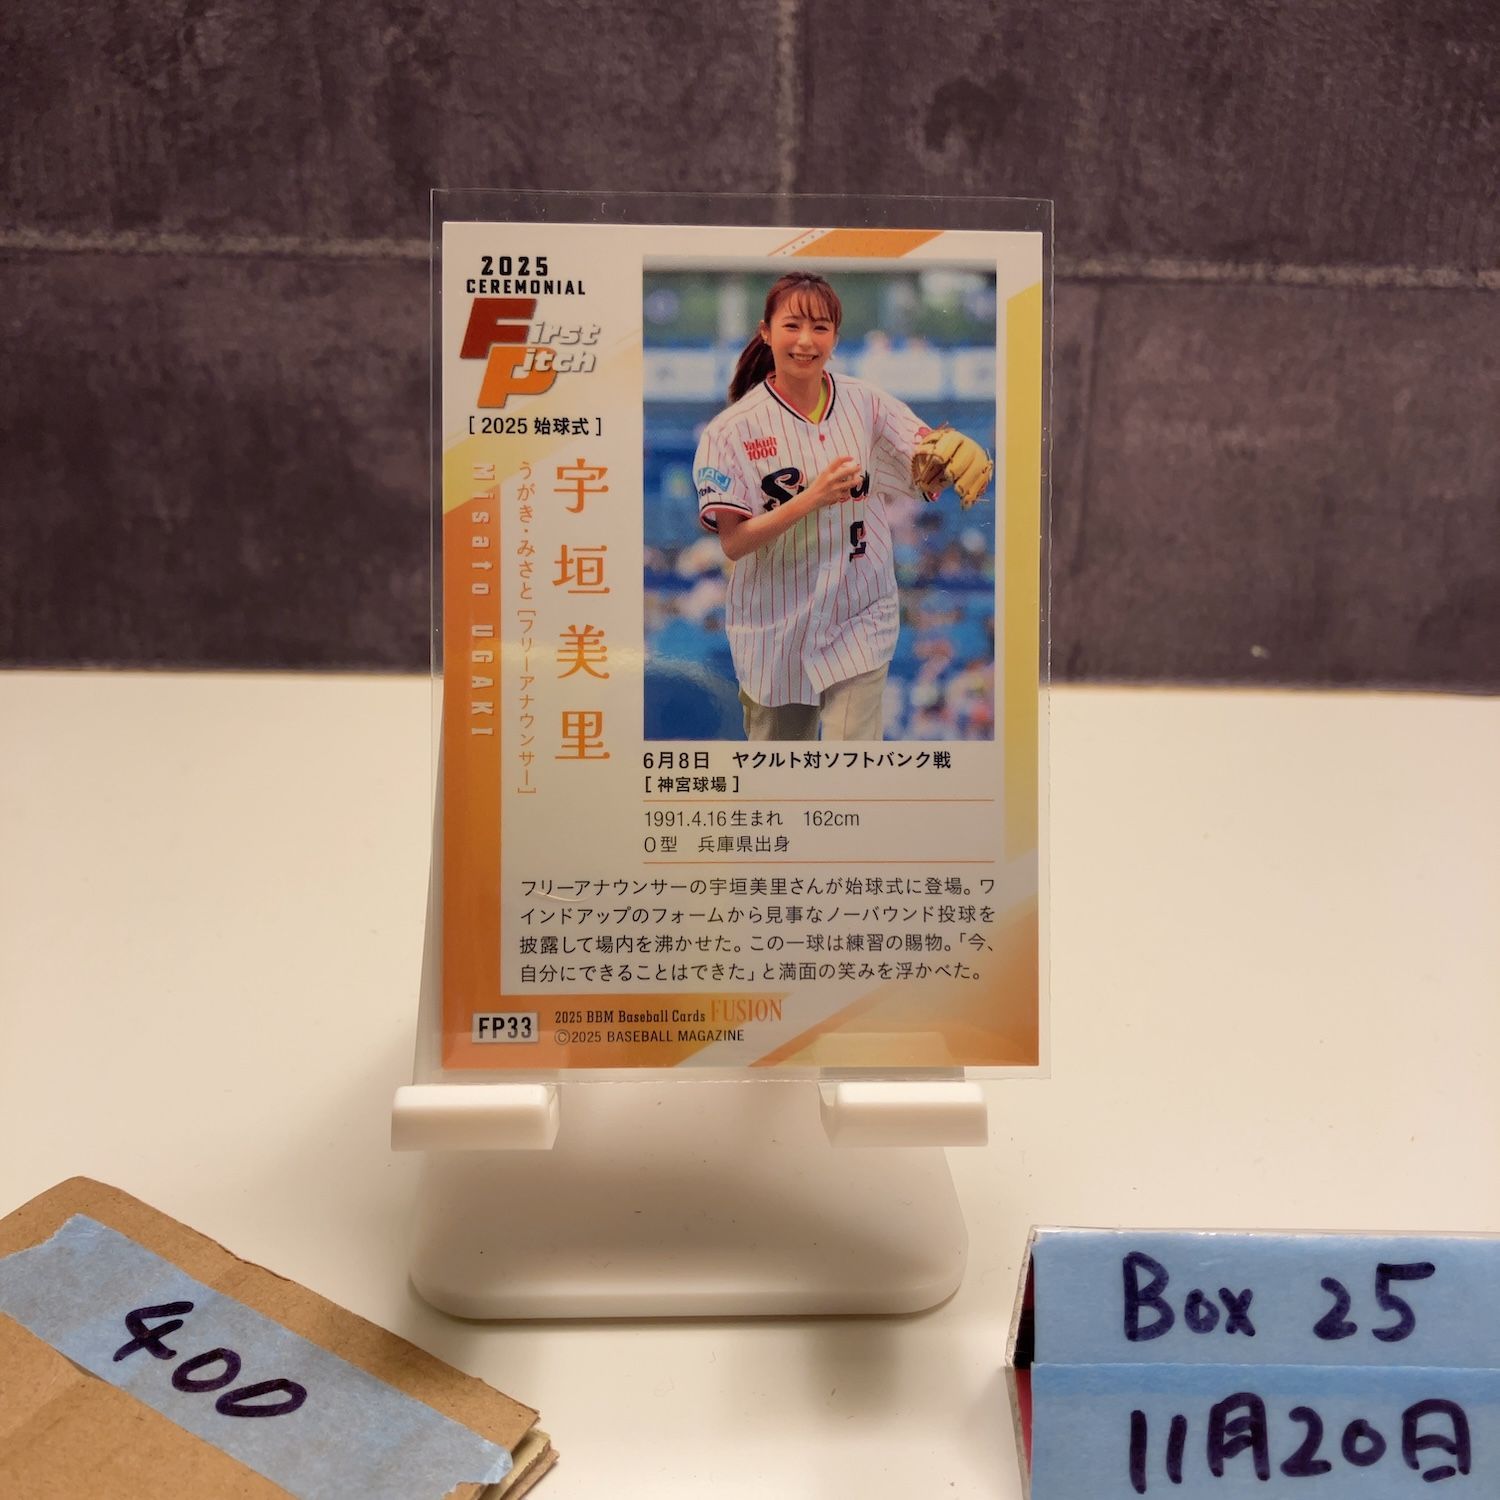 2025
CEREMONIAL
First
Pitch
[ 2025 始球式 ]
Misato UGAKI
うがき・みさと [フリーアナウンサー]
宇垣美里
Yakult
1000
6月8日 ヤクルト対ソフトバンク戦
[ 神宮球場 ]
1991.4.16生まれ 162cm
O型 兵庫県出身
フリーアナウンサーの宇垣美里さんが始球式に登場。ワ
インドアップのフォームから見事なノーバウンド投球を
披露して場内を沸かせた。この一球は練習の賜物。「今、
自分にできることはできた」と満面の笑みを浮かべた。
FP33
2025 BBM Baseball Cards FUSION
©2025 BASEBALL MAGAZINE
400
Box 25
11月20日